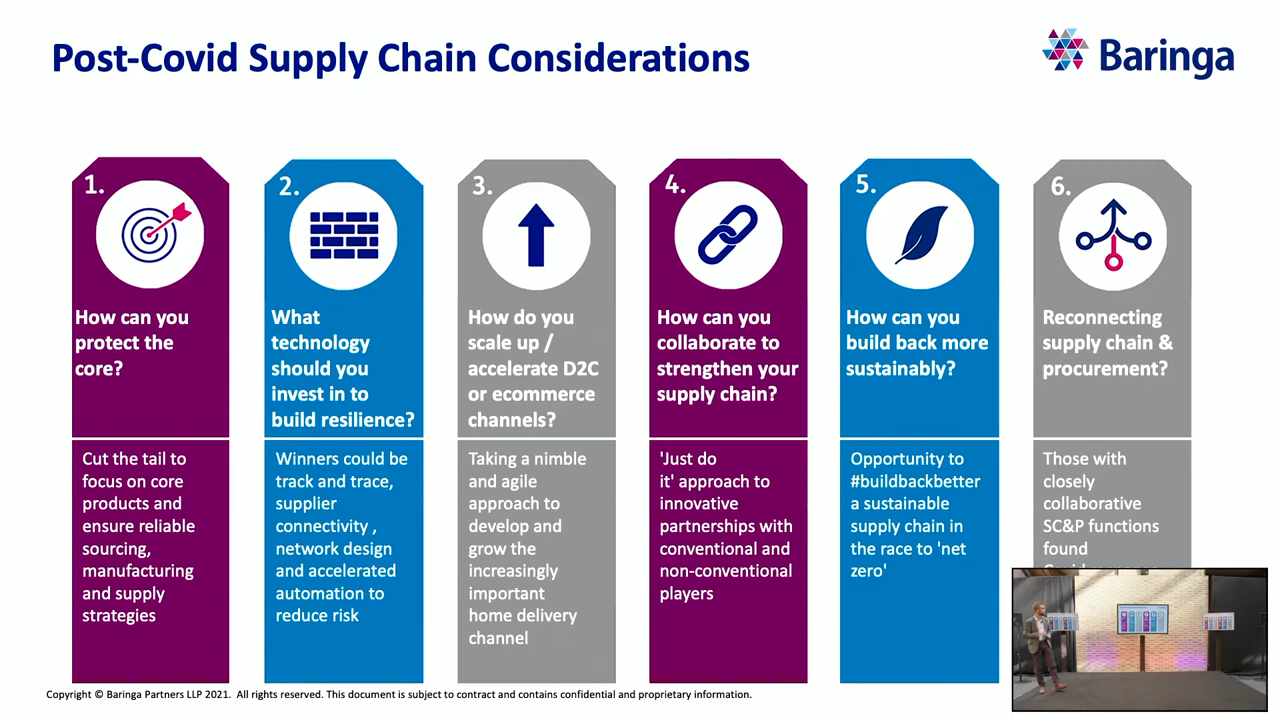 Post-Covid Supply Chain Considerations
Baringa
1.
How can you
protect the
core?
Cut the tail to
focus on core
products and
ensure reliable
sourcing,
manufacturing
and supply
strategies
2.
What
technology
should you
invest in to
build resilience?
Winners could be
track and trace,
supplier
connectivity ,
network design
and accelerated
automation to
reduce risk
3.
How do you
scale up /
accelerate D2C
or ecommerce
channels?
Taking a nimble
and agile
approach to
develop and
grow the
increasingly
important
home delivery
channel
4.
How can you
collaborate to
strengthen your
supply chain?
'Just do
it' approach to
innovative
partnerships with
conventional and
non-conventional
players
5.
How can you
build back more
sustainably?
Opportunity to
#buildbackbetter
a sustainable
supply chain in
the race to 'net
zero'
6.
Reconnecting
supply chain &
procurement?
Those with
closely
collaborative
SC&P functions
found
Copyright © Baringa Partners LLP 2021. All rights reserved. This document is subject to contract and contains confidential and proprietary information.